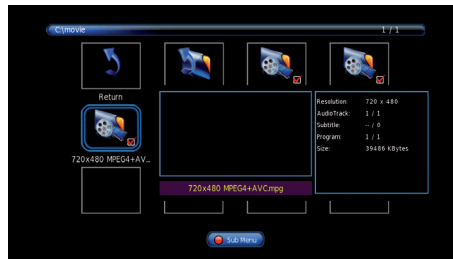 C:\movie 1 / 1
Return
720x480 MPEG4+AV...
Resolution: 720 x 480
AudioTrack: 1 / 1
Subtitle: -- / 0
Program: 1 / 1
Size: 39486 KBytes
720x480 MPEG4+AVC.mpg
Sub Menu